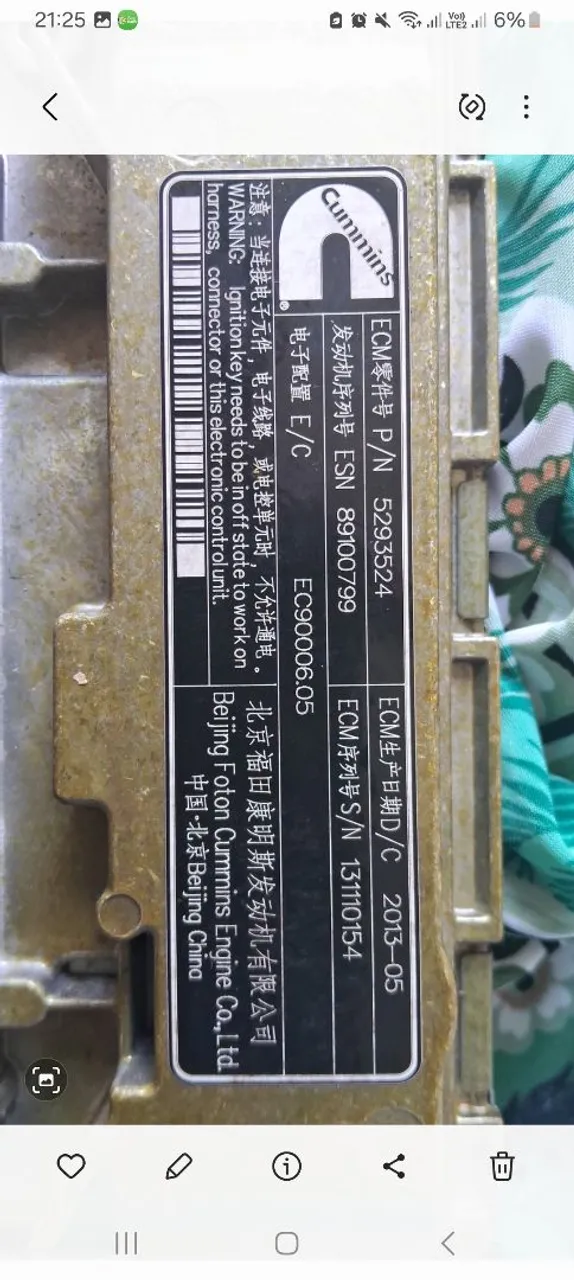 21:25
Voo) LTE2 6%
Cummins
ECM零件号 P/N 5293524
ECM生产日期D/C 2013-05
发动机序列号 ESN 89100799
ECM序列号S/N 131110154
电子配置 E/C EC90006.05
注意：当连接电子元件，电子线路，或电控单元时，不允许通电。
WARNING: Ignition key needs to be in off state to work on
harness, connector or this electronic control unit.
北京福田康明斯发动机有限公司
Beijing Foton Cummins Engine Co.,Ltd.
中国·北京Beijing China